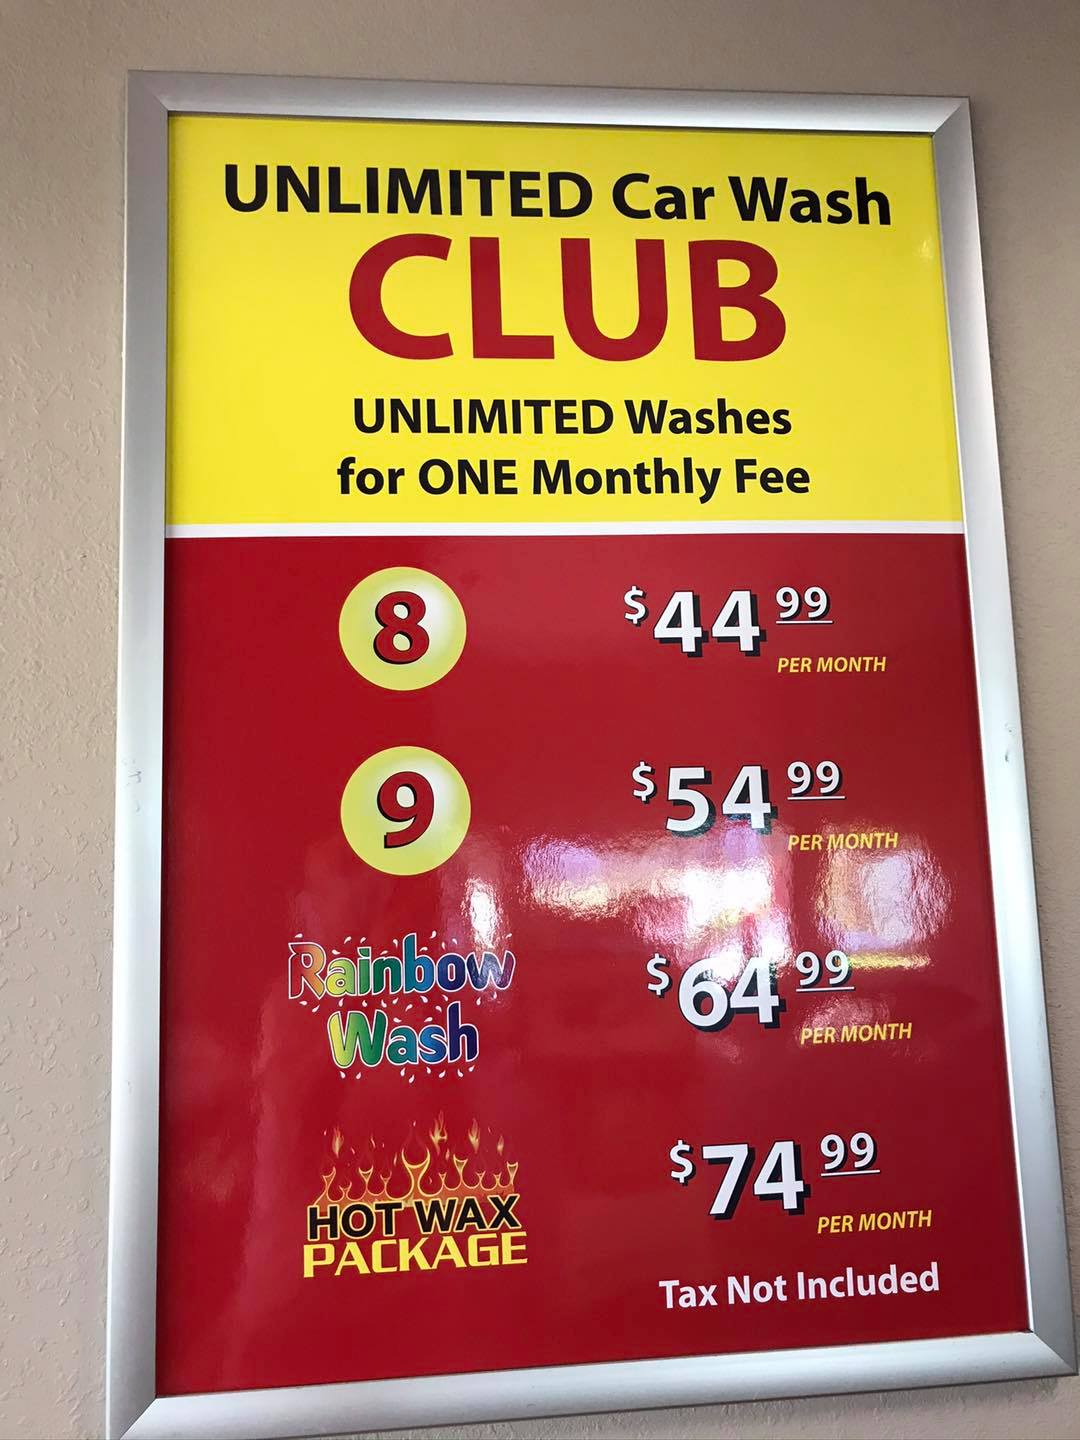 UNLIMITED Car Wash
CLUB
UNLIMITED Washes
for ONE Monthly Fee
8 $44 99
PER MONTH
9 $54 99
PER MONTH
Rainbow
Wash
$64 99
PER MONTH
HOT WAX
PACKAGE
$74 99
PER MONTH
Tax Not Included